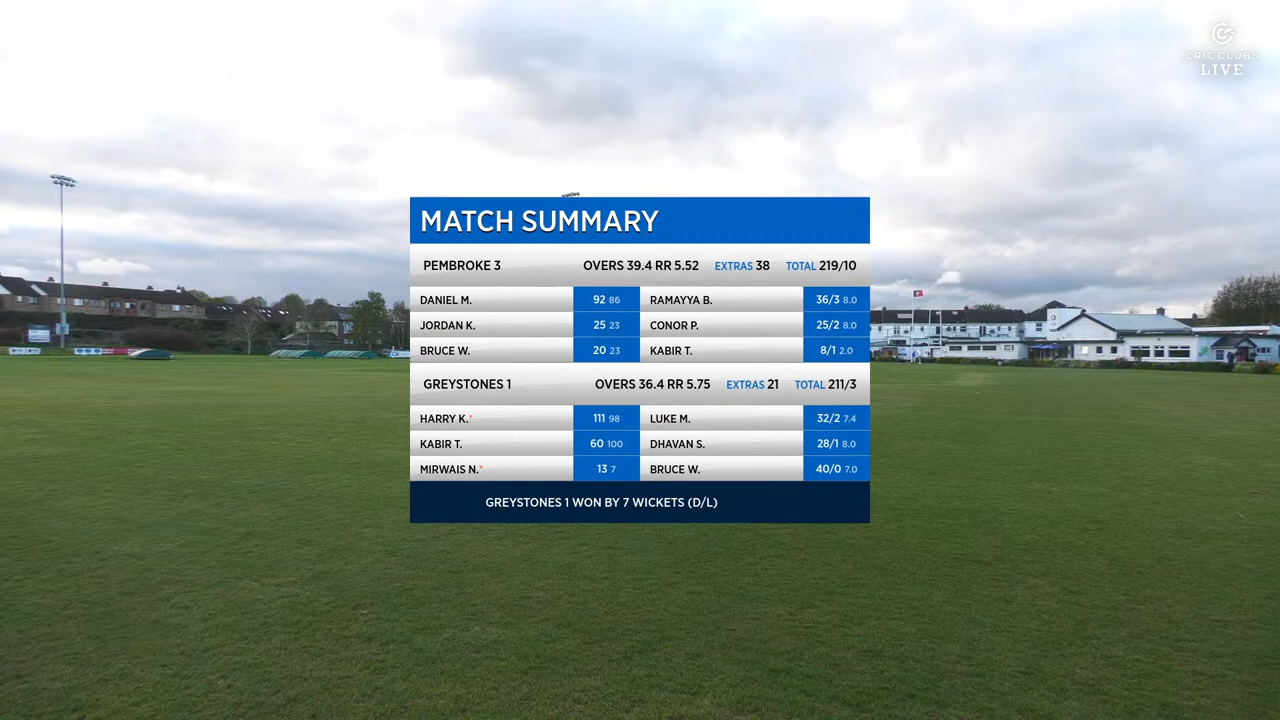 CRICCLUBS
LIVE
MATCH SUMMARY
PEMBROKE 3 OVERS 39.4 RR 5.52 EXTRAS 38 TOTAL 219/10
DANIEL M. 92 86 RAMAYYA B. 36/3 8.0
JORDAN K. 25 23 CONOR P. 25/2 8.0
BRUCE W. 20 23 KABIR T. 8/1 2.0
GREYSTONES 1 OVERS 36.4 RR 5.75 EXTRAS 21 TOTAL 211/3
HARRY K.* 111 98 LUKE M. 32/2 7.4
KABIR T. 60 100 DHAVAN S. 28/1 8.0
MIRWAIS N.* 13 7 BRUCE W. 40/0 7.0
GREYSTONES 1 WON BY 7 WICKETS (D/L)